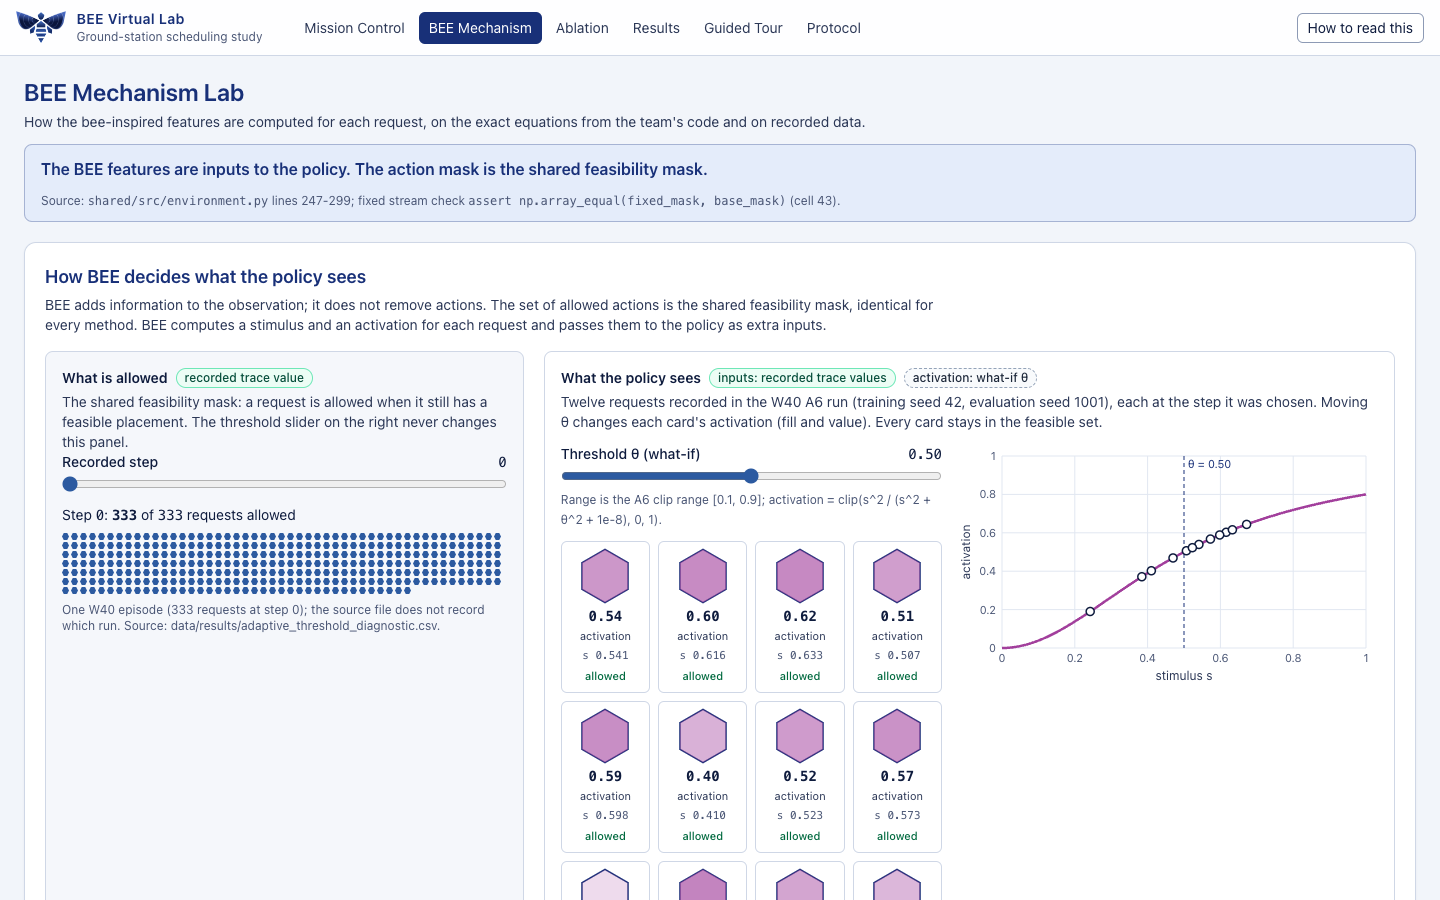 BEE Virtual Lab
Ground-station scheduling study
Mission Control
BEE Mechanism
Ablation
Results
Guided Tour
Protocol
How to read this
BEE Mechanism Lab
How the bee-inspired features are computed for each request, on the exact equations from the team's code and on recorded data.
The BEE features are inputs to the policy. The action mask is the shared feasibility mask.
Source: shared/src/environment.py lines 247-299; fixed stream check assert np.array_equal(fixed_mask, base_mask) (cell 43).
How BEE decides what the policy sees
BEE adds information to the observation; it does not remove actions. The set of allowed actions is the shared feasibility mask, identical for
every method. BEE computes a stimulus and an activation for each request and passes them to the policy as extra inputs.
What is allowed
recorded trace value
The shared feasibility mask: a request is allowed when it still has a
feasible placement. The threshold slider on the right never changes
this panel.
Recorded step
0
Step 0: 333 of 333 requests allowed
One W40 episode (333 requests at step 0); the source file does not record
which run. Source: data/results/adaptive_threshold_diagnostic.csv.
What the policy sees
inputs: recorded trace values
activation: what-if θ
Twelve requests recorded in the W40 A6 run (training seed 42, evaluation seed 1001), each at the step it was chosen. Moving
θ changes each card's activation (fill and value). Every card stays in the feasible set.
Threshold θ (what-if)
0.50
Range is the A6 clip range [0.1, 0.9]; activation = clip(s^2 / (s^2 +
θ^2 + 1e-8), 0, 1).
0.54
activation
s 0.541
allowed
0.60
activation
s 0.616
allowed
0.62
activation
s 0.633
allowed
0.51
activation
s 0.507
allowed
0.59
activation
s 0.598
allowed
0.40
activation
s 0.410
allowed
0.52
activation
s 0.523
allowed
0.57
activation
s 0.573
allowed
θ = 0.50
1
0.8
0.6
0.4
0.2
0
activation
0
0.2
0.4
0.6
0.8
1
stimulus s